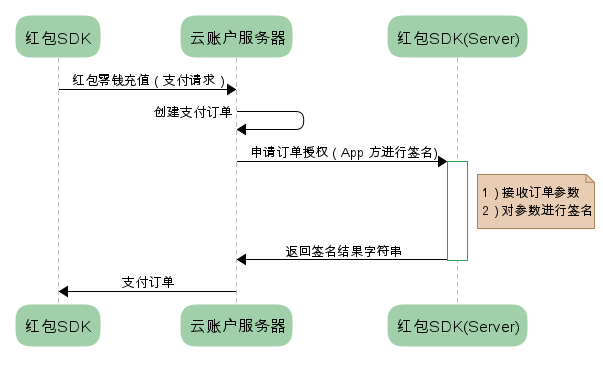 红包SDK
云账户服务器
红包SDK(Server)
红包零钱充值（支付请求）
创建支付订单
申请订单授权（App 方进行签名)
1）接收订单参数
2）对参数进行签名
返回签名结果字符串
支付订单
红包SDK
云账户服务器
红包SDK(Server)